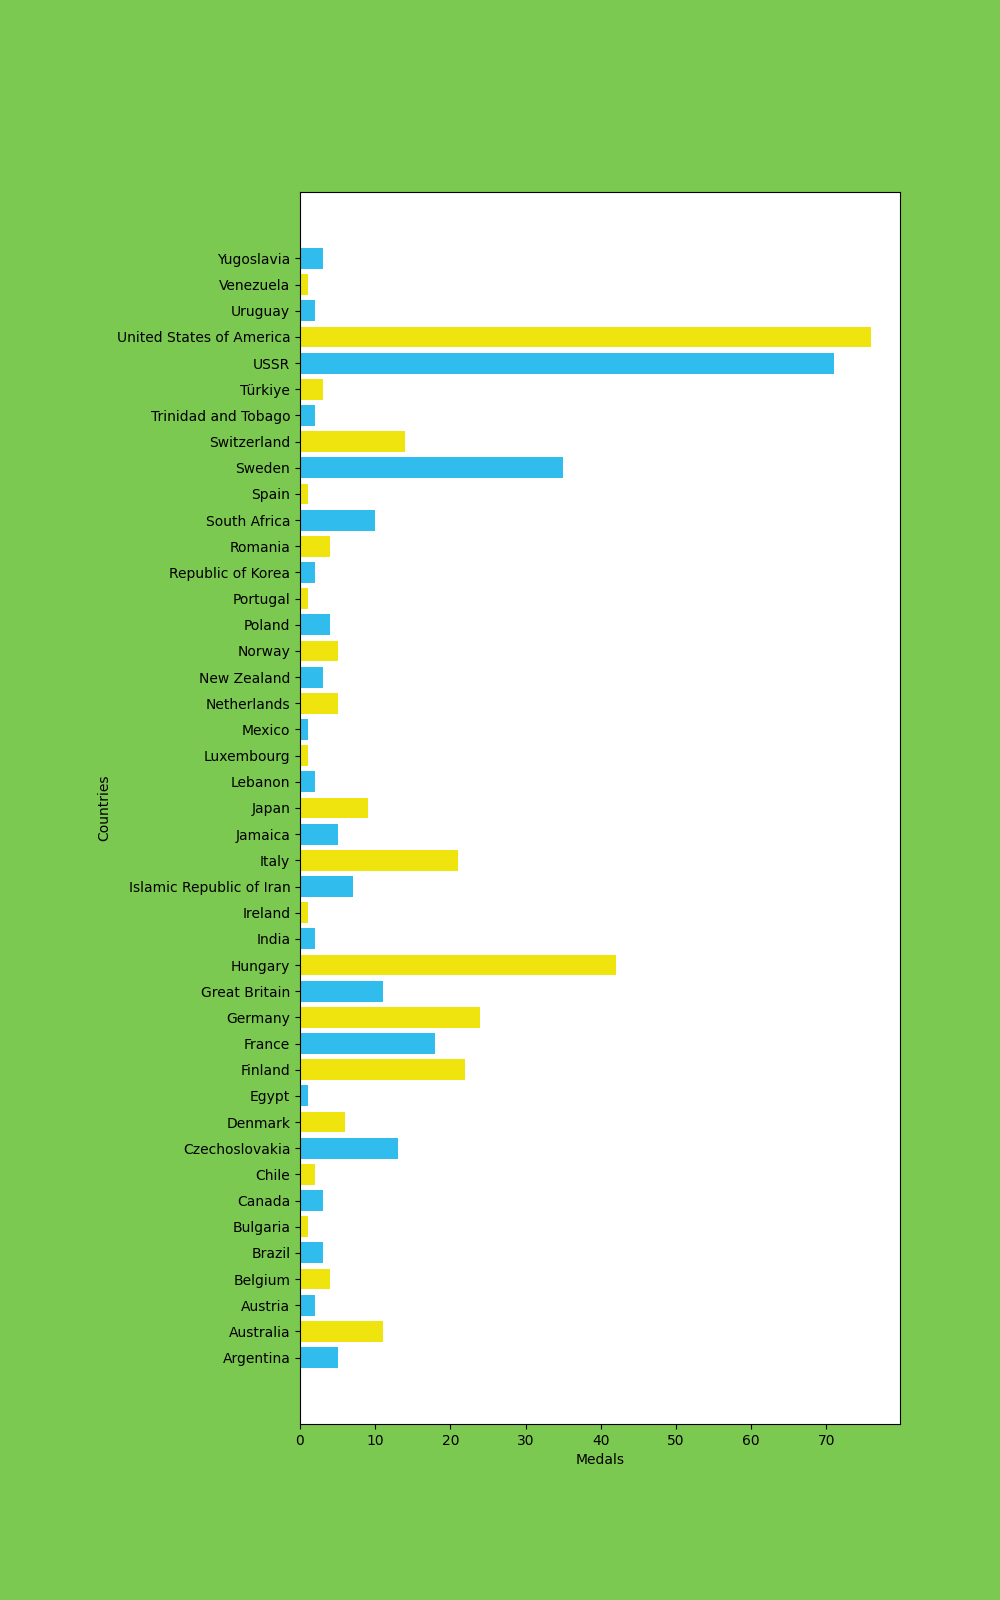 Yugoslavia
Venezuela
Uruguay
United States of America
USSR
Türkiye
Trinidad and Tobago
Switzerland
Sweden
Spain
South Africa
Romania
Republic of Korea
Portugal
Poland
Norway
New Zealand
Netherlands
Mexico
Luxembourg
Lebanon
Japan
Jamaica
Italy
Islamic Republic of Iran
Ireland
India
Hungary
Great Britain
Germany
France
Finland
Egypt
Denmark
Czechoslovakia
Chile
Canada
Bulgaria
Brazil
Belgium
Austria
Australia
Argentina
Countries
0 10 20 30 40 50 60 70
Medals